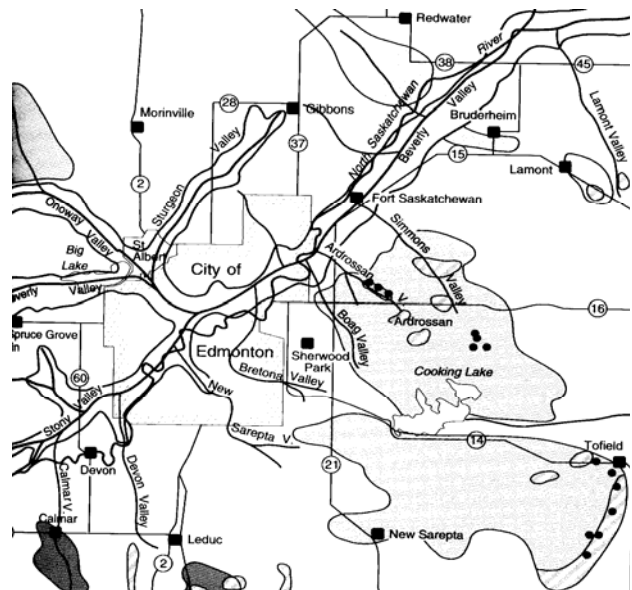 Redwater
River
38
45
Morinville
28
Gibbons
Saskatchewan
Valley
Bruderheim
Lamont Valley
Sturgeon
Valley
37
North
Beverly
15
2
Lamont
Onoway
Valley
St
Albert
Fort Saskatchewan
Simmons
Valley
Big
Lake
City of
Ardrossan
V.
Valley
16
Ardrossan
Spruce Grove
Boag Valley
Sherwood
Park
Edmonton
Bretona Valley
Cooking Lake
60
New
Sarepta V.
Stony Valley
14
Tofield
21
Devon
Calmar V.
Devon Valley
Calmar
Leduc
New Sarepta
2